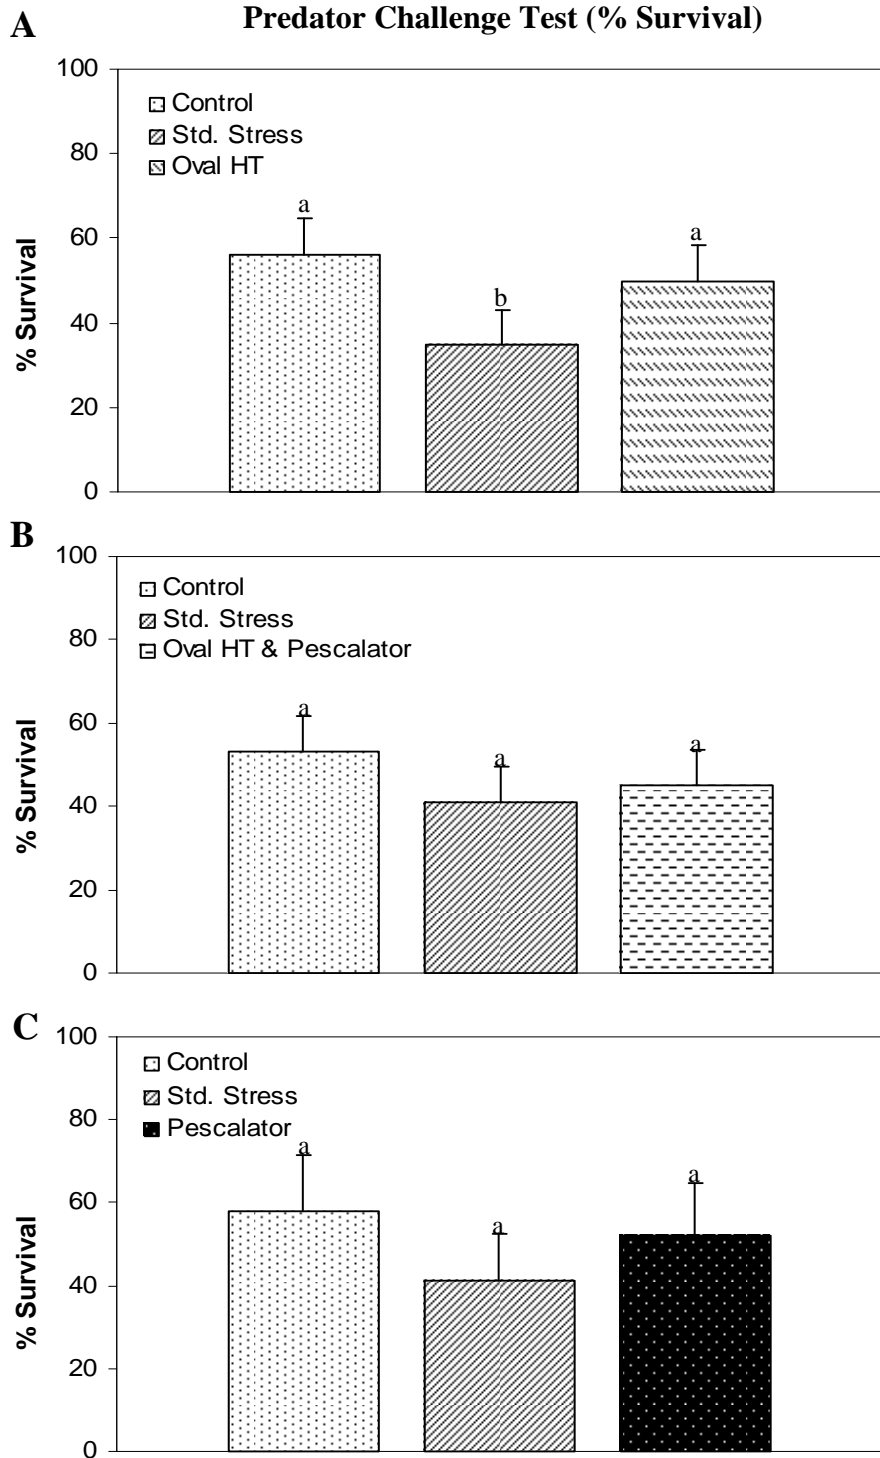 Predator Challenge Test (% Survival)
A
100
80
60
40
20
0
% Survival
Control
Std. Stress
Oval HT
a
b
a
B
100
80
60
40
20
0
% Survival
Control
Std. Stress
Oval HT & Pescalator
a
a
a
C
100
80
60
40
20
0
% Survival
Control
Std. Stress
Pescalator
a
a
a